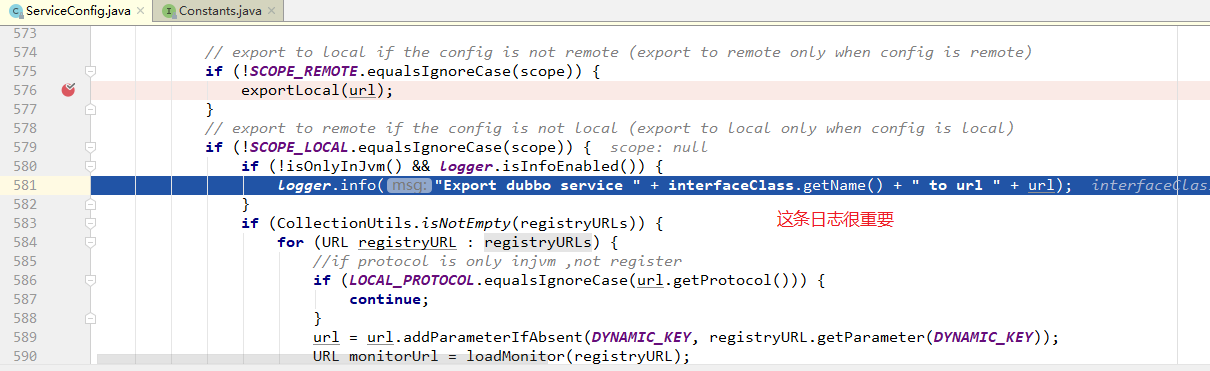 ServiceConfig.java × Constants.java ×
573
574 // export to local if the config is not remote (export to remote only when config is remote)
575 if (!SCOPE_REMOTE.equalsIgnoreCase(scope)) {
576 exportLocal(url);
577 }
578 // export to remote if the config is not local (export to local only when config is local)
579 if (!SCOPE_LOCAL.equalsIgnoreCase(scope)) { scope: null
580 if (!isOnlyInJvm() && logger.isInfoEnabled()) {
581 logger.info( msg: "Export dubbo service " + interfaceClass.getName() + " to url " + url); interfaceClas
582 }
这条日志很重要
583 if (CollectionUtils.isNotEmpty(registryURLs)) {
584 for (URL registryURL : registryURLs) {
585 //if protocol is only injvm ,not register
586 if (LOCAL_PROTOCOL.equalsIgnoreCase(url.getProtocol())) {
587 continue;
588 }
589 url = url.addParameterIfAbsent(DYNAMIC_KEY, registryURL.getParameter(DYNAMIC_KEY));
590 URL monitorUrl = loadMonitor(registryURL);